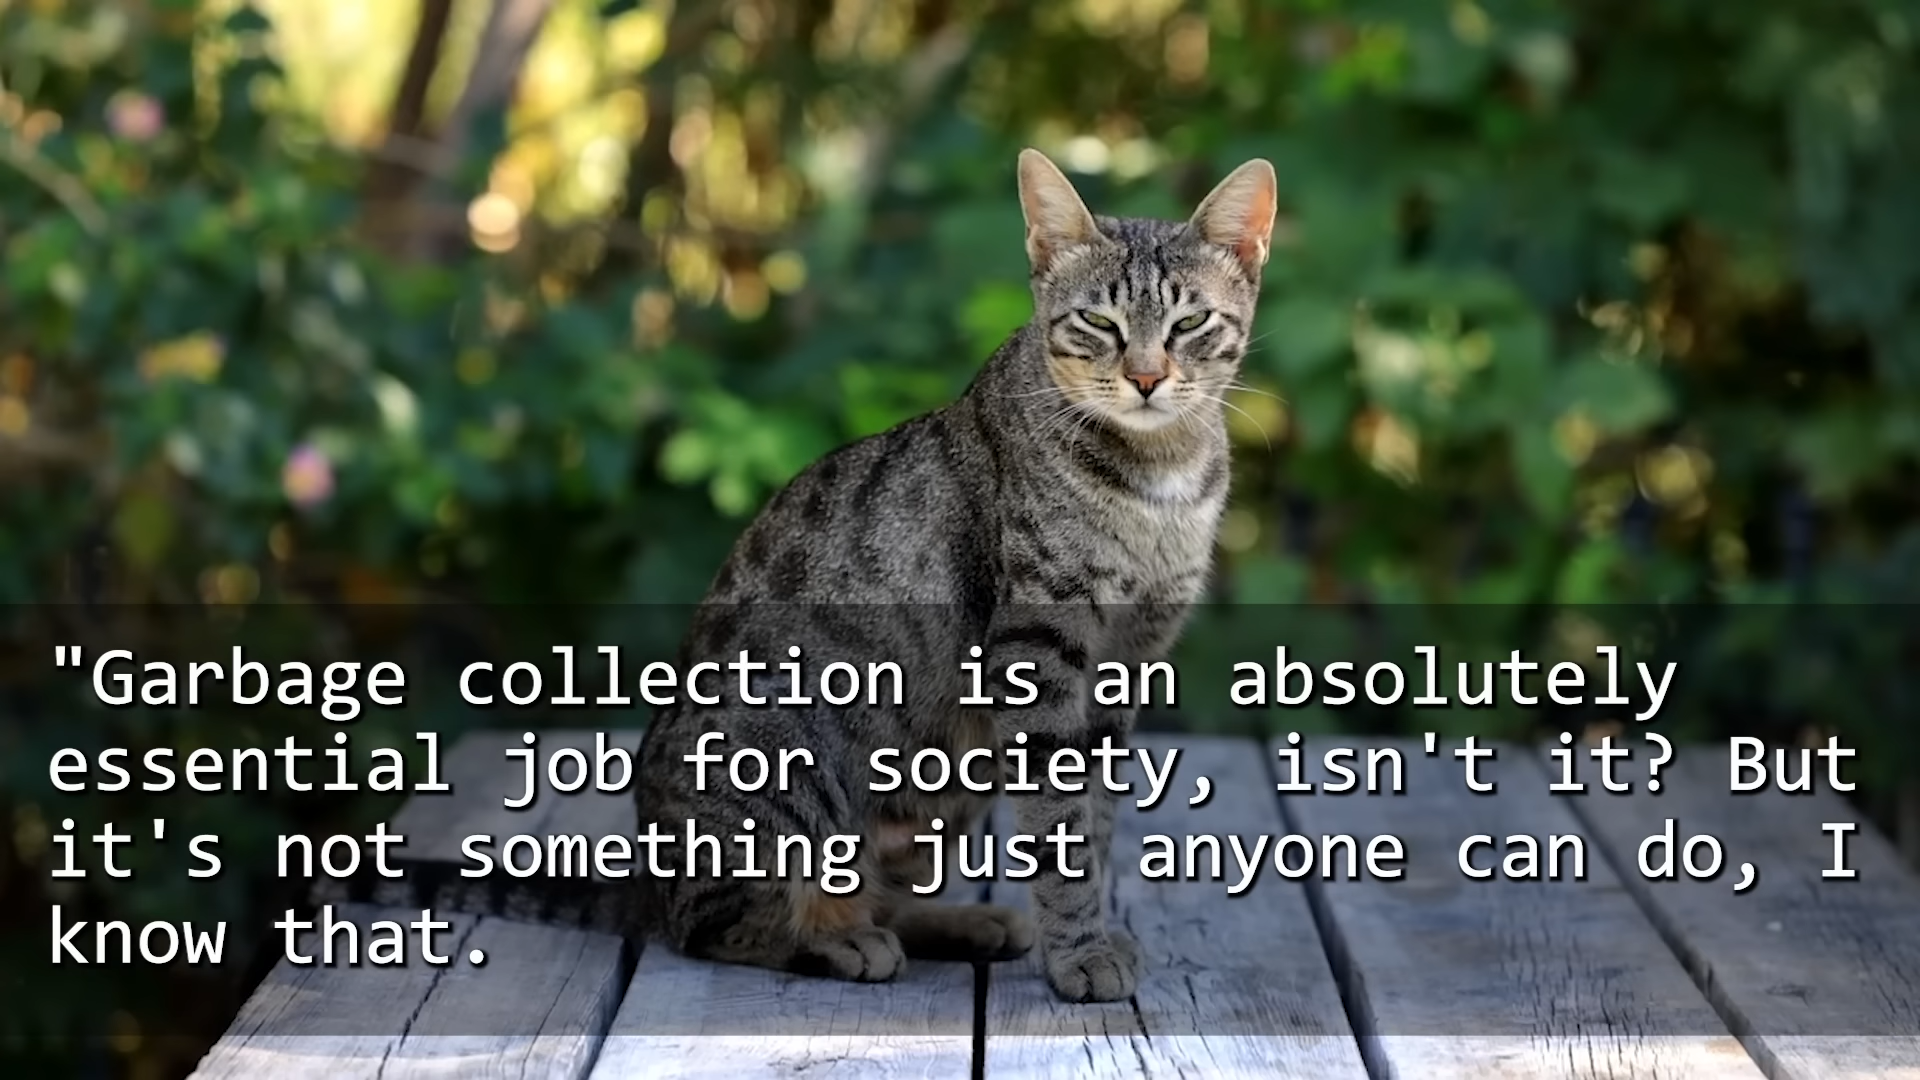 "Garbage collection is an absolutely
essential job for society, isn't it? But
it's not something just anyone can do, I
know that.